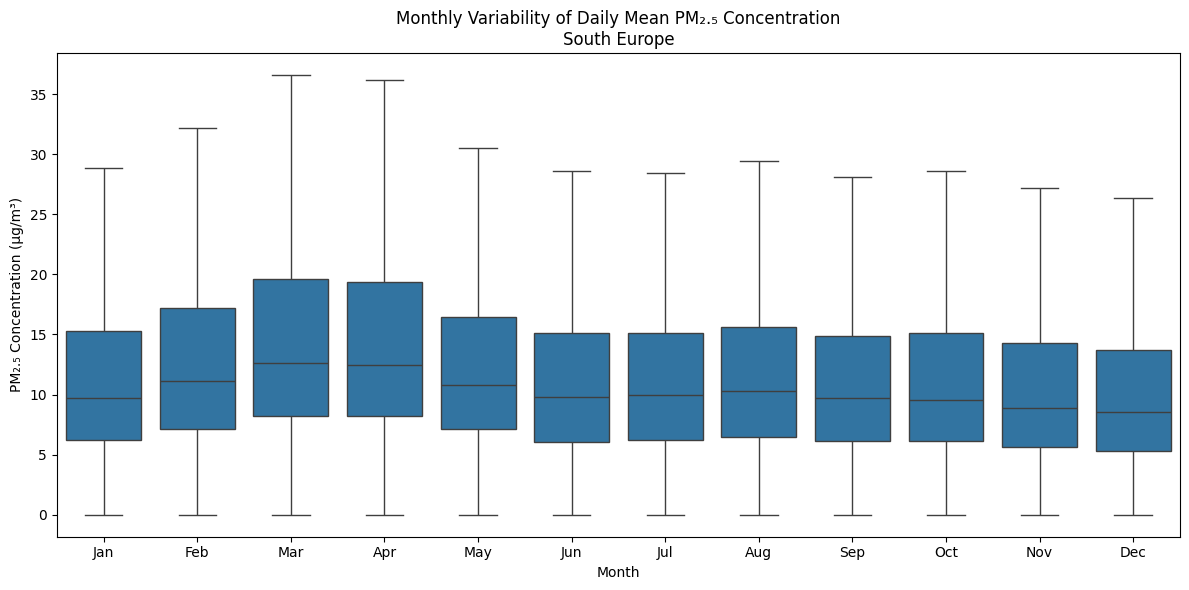 Monthly Variability of Daily Mean PM₂.₅ Concentration
South Europe
PM₂.₅ Concentration (µg/m³)
35
30
25
20
15
10
5
0
Jan Feb Mar Apr May Jun Jul Aug Sep Oct Nov Dec
Month